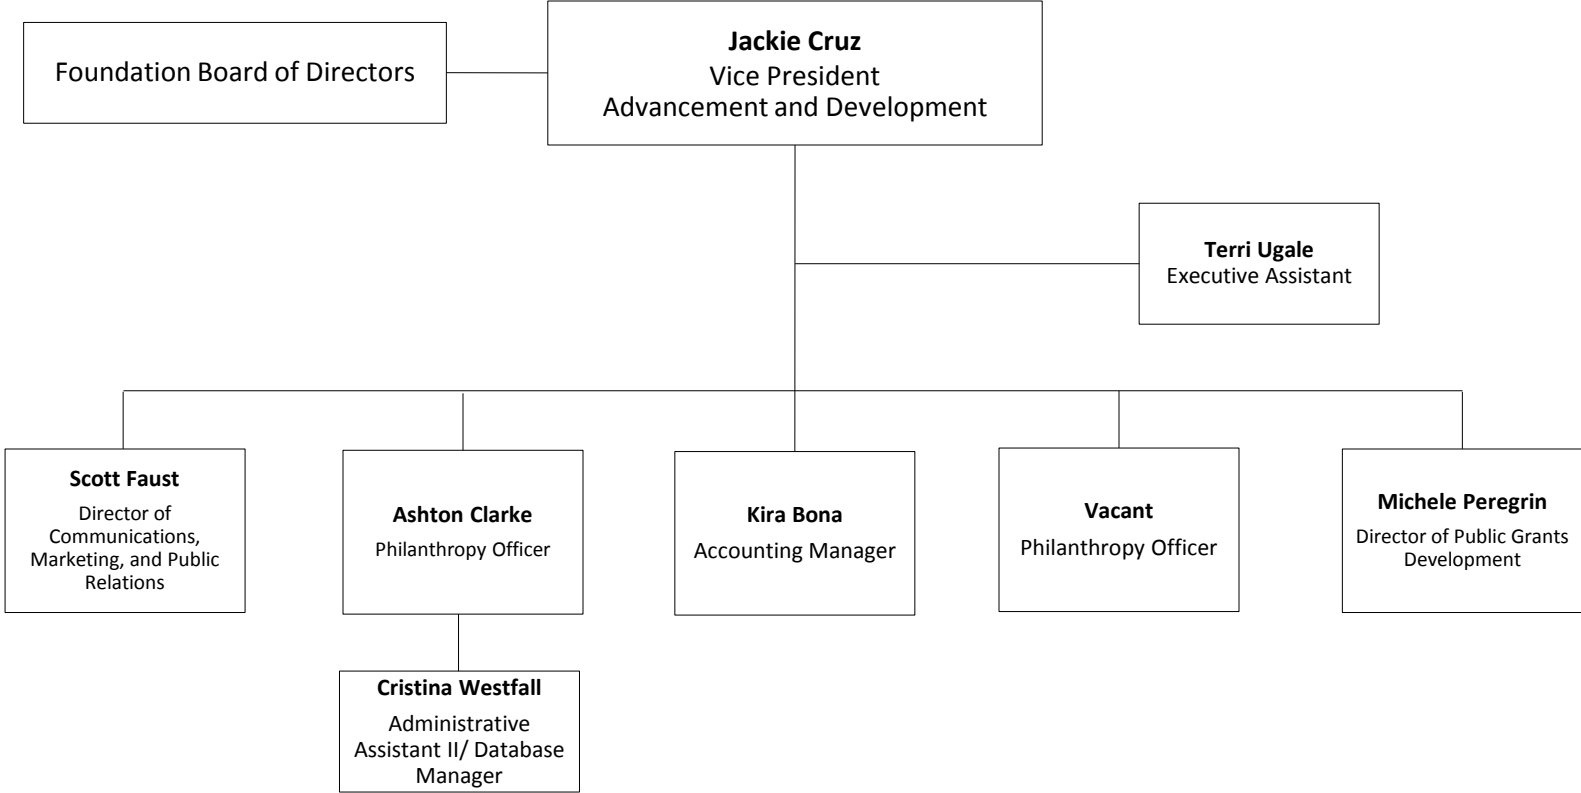 Foundation Board of Directors
Jackie Cruz
Vice President
Advancement and Development
Terri Ugale
Executive Assistant
Scott Faust
Director of
Communications,
Marketing, and Public
Relations
Ashton Clarke
Philanthropy Officer
Kira Bona
Accounting Manager
Vacant
Philanthropy Officer
Michele Peregrin
Director of Public Grants
Development
Cristina Westfall
Administrative
Assistant II/ Database
Manager